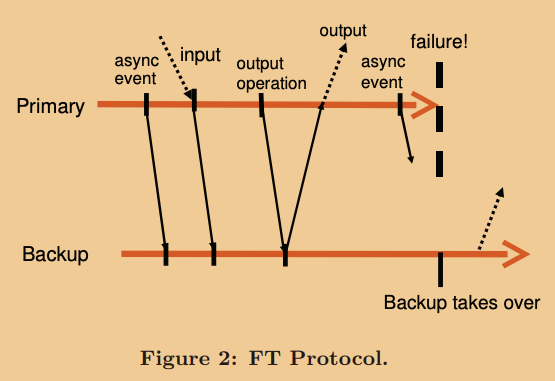 output
failure!
async
event
input
output
operation
async
event
Primary
Backup
Backup takes over
Figure 2: FT Protocol.